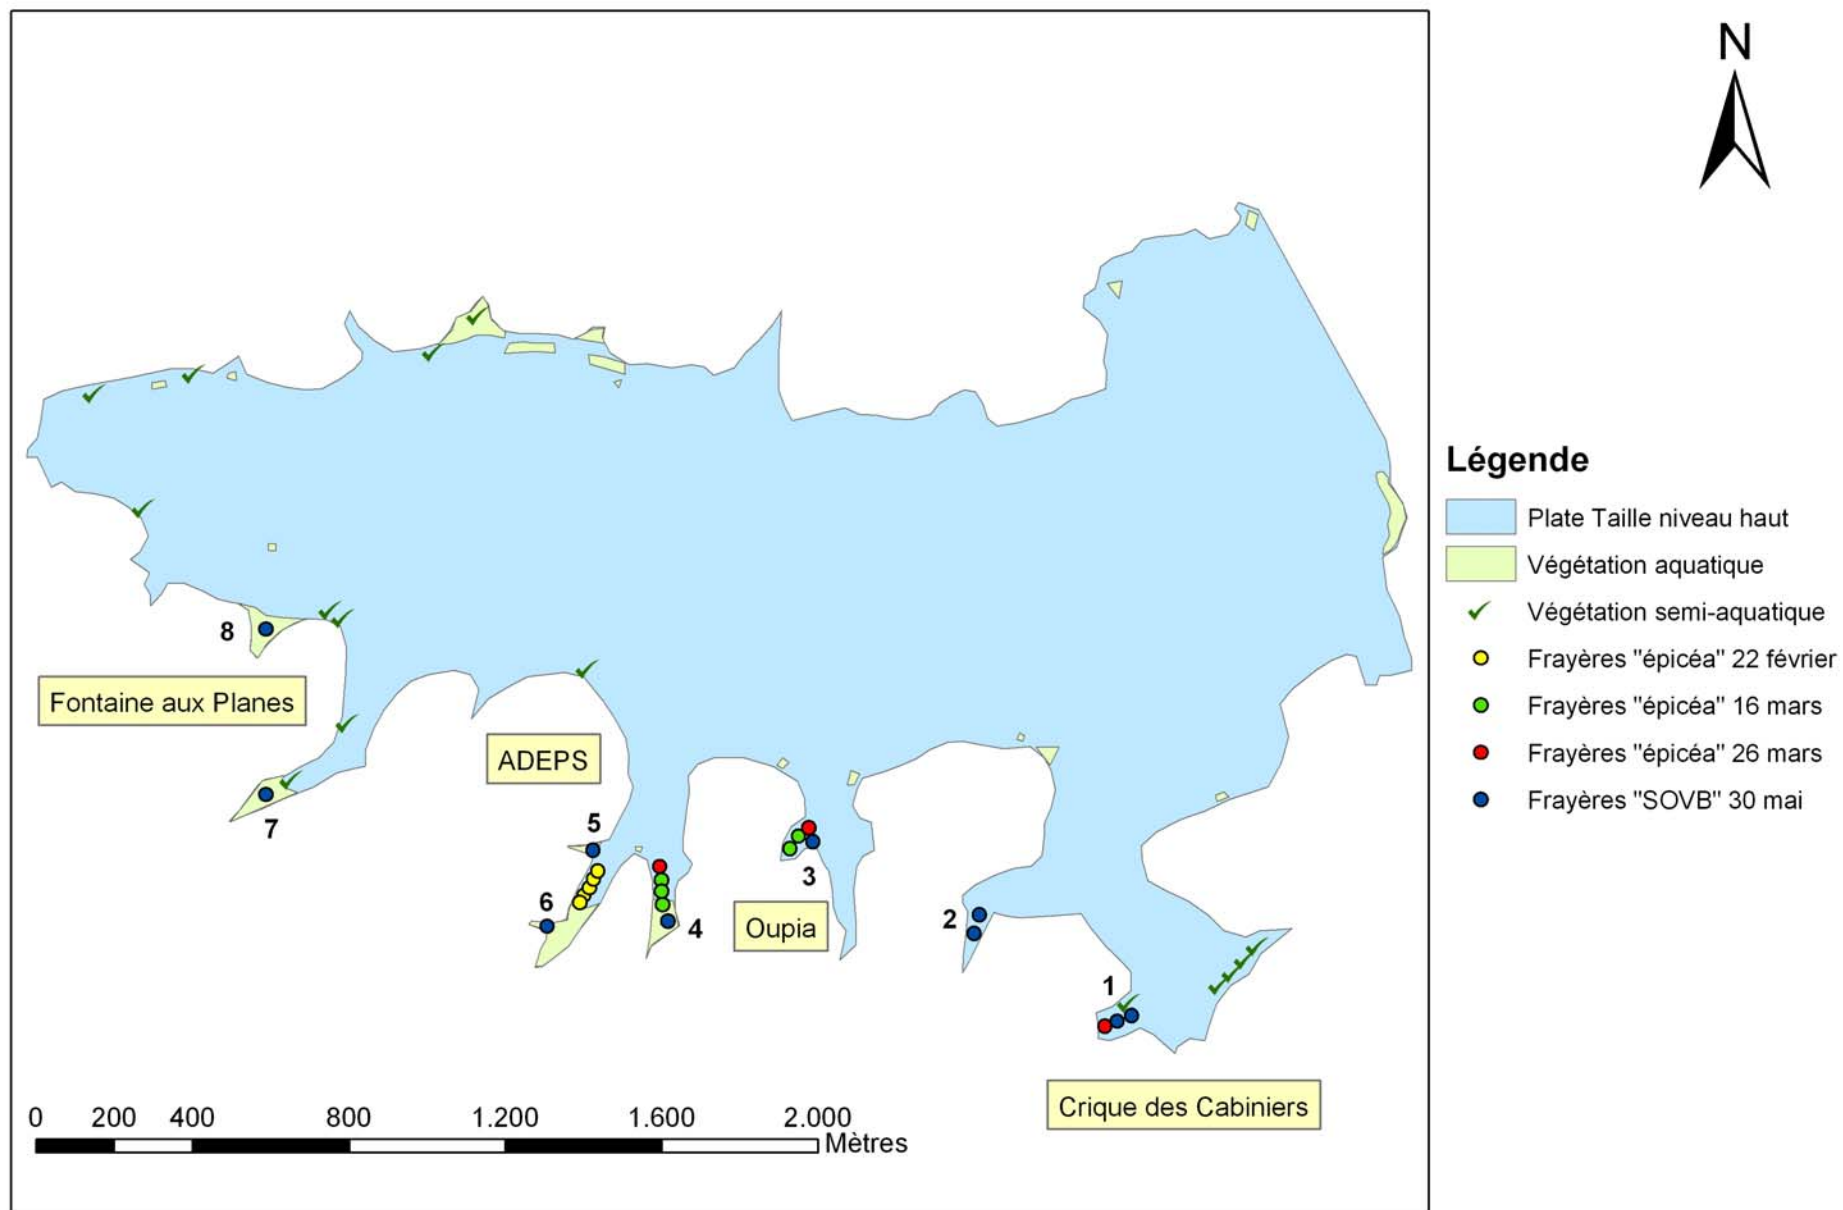 N
8
Fontaine aux Planes
7
ADEPS
5
6
4
3
Oupia
2
1
Crique des Cabiniers
0 200 400 800 1.200 1.600 2.000
Mètres
Légende
Plate Taille niveau haut
Végétation aquatique
Végétation semi-aquatique
Frayères "épicéa" 22 février
Frayères "épicéa" 16 mars
Frayères "épicéa" 26 mars
Frayères "SOVB" 30 mai